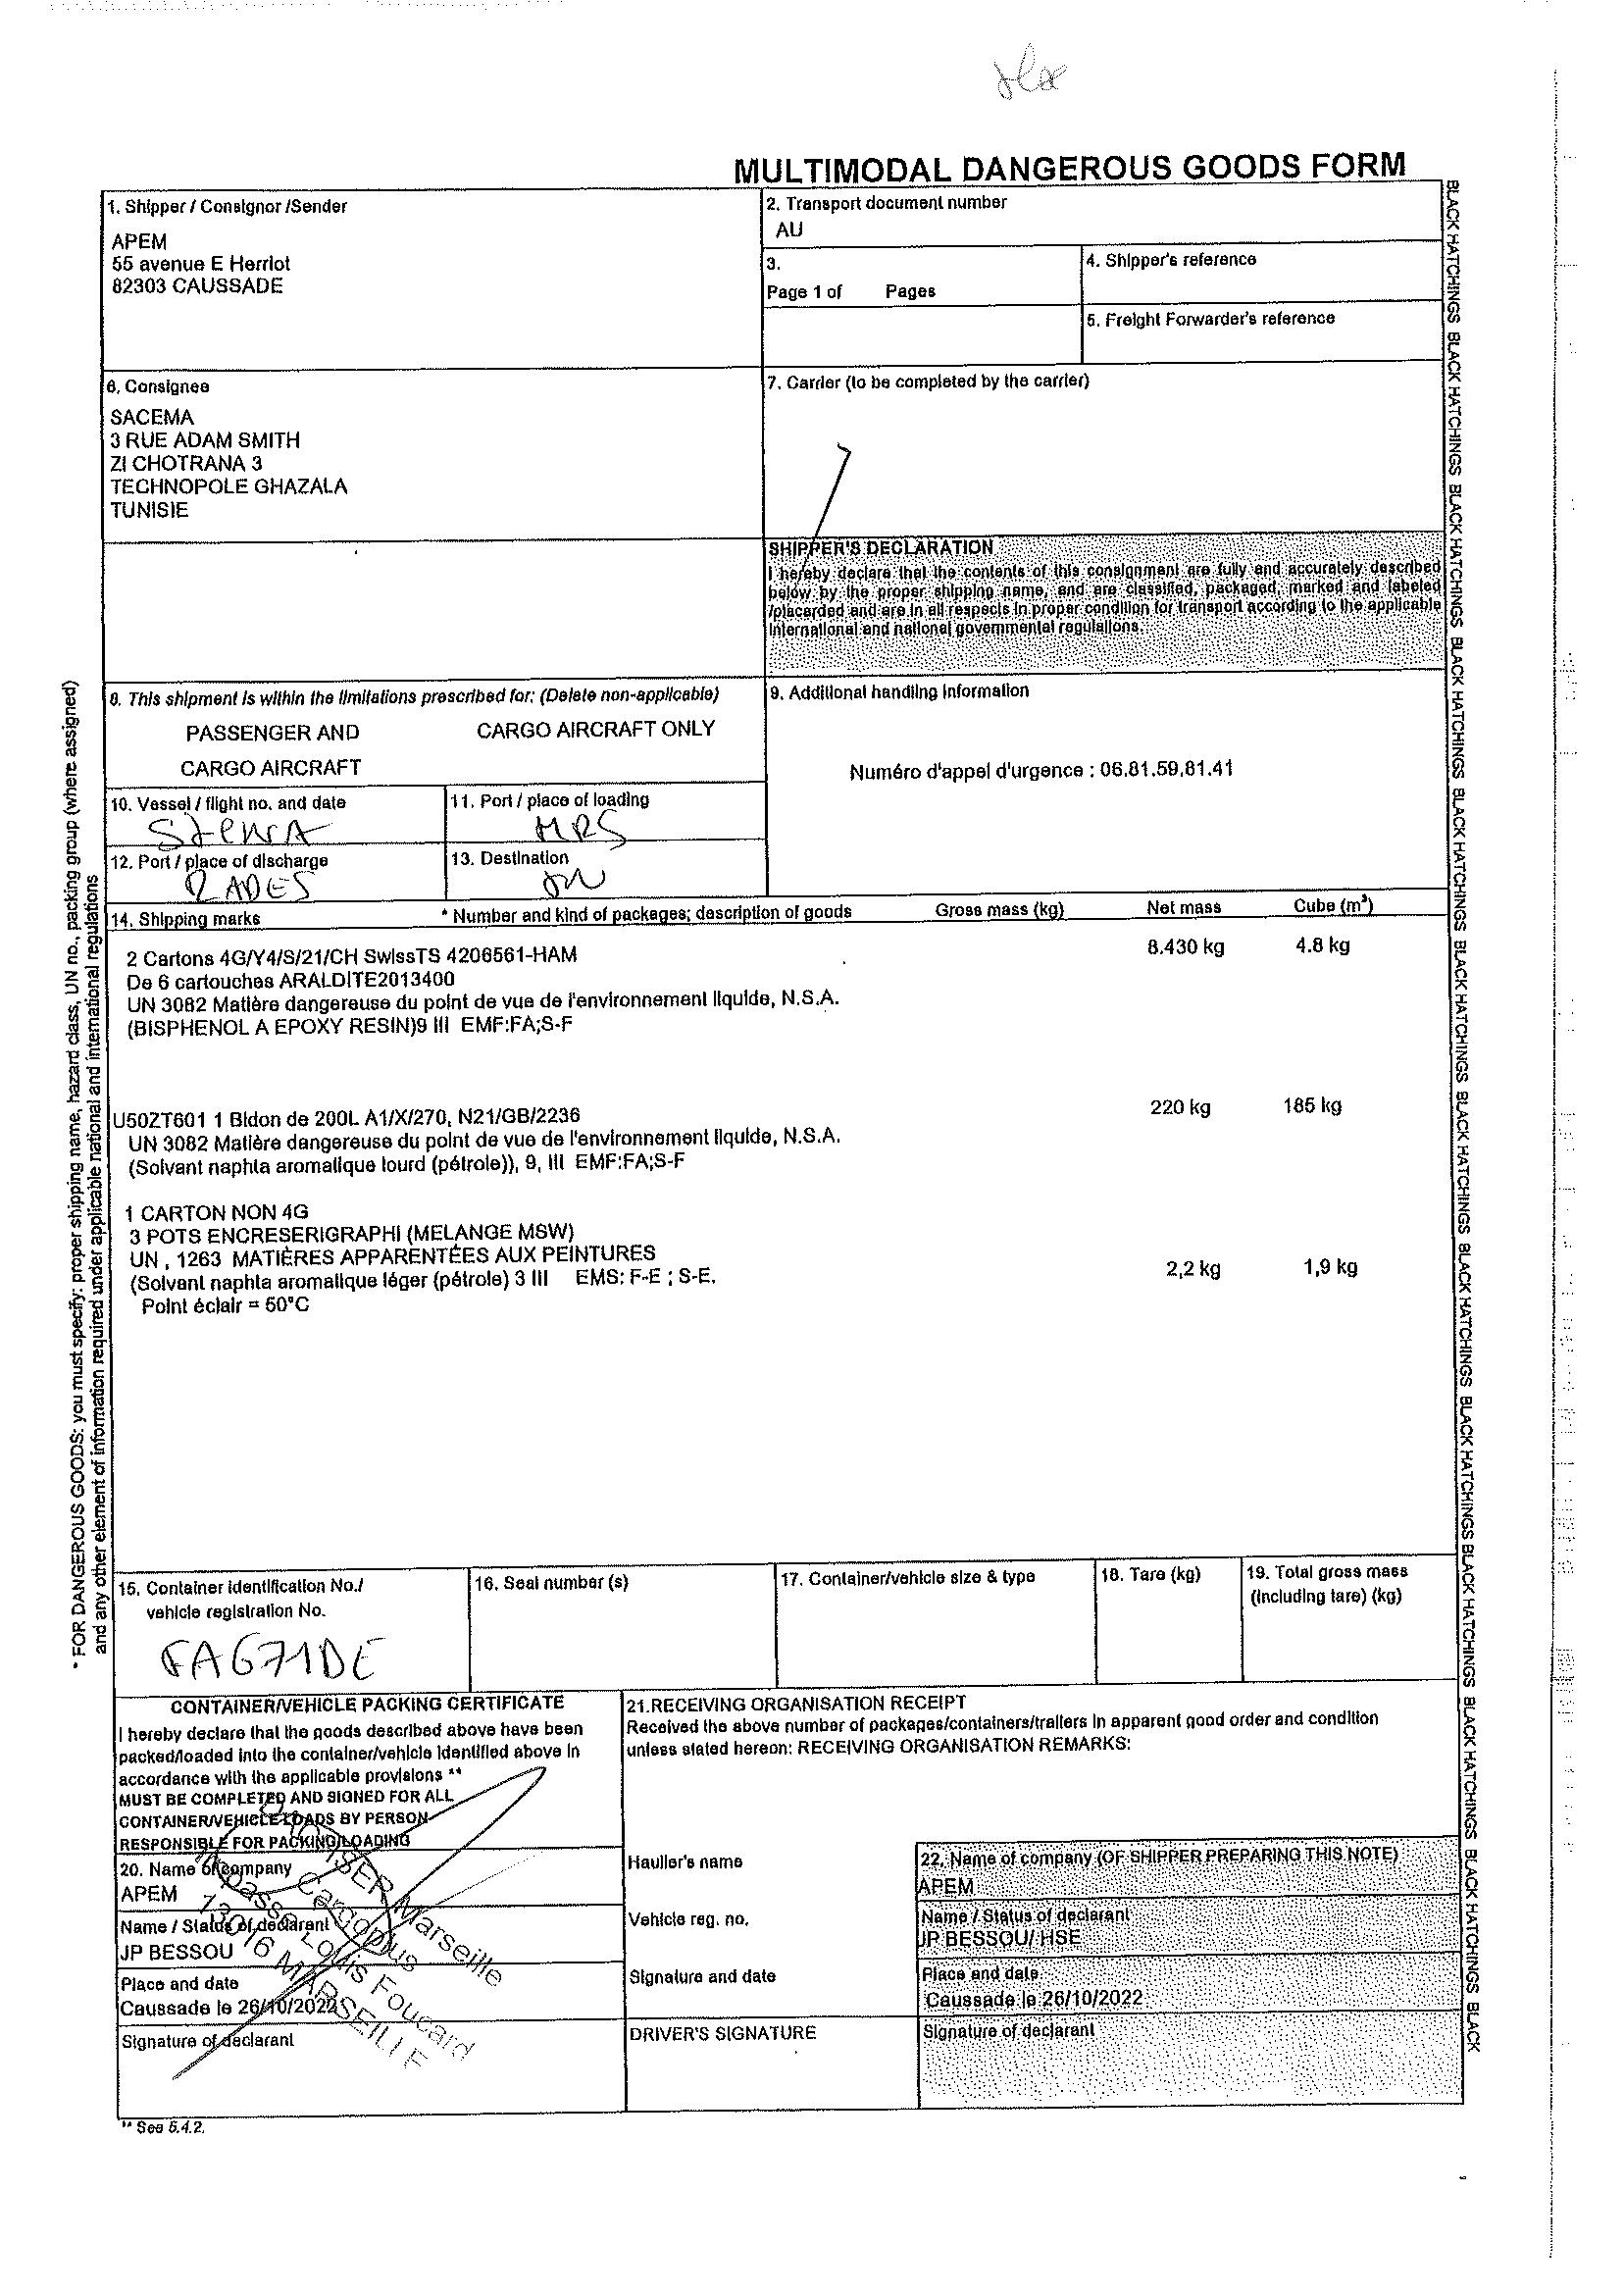 MULTIMODAL DANGEROUS GOODS FORM
1. Shipper / Consignor /Sender
APEM
55 avenue E Herriot
82303 CAUSSADE
2. Transport document number
AU
3.
Page 1 of Pages
4. Shipper's reference
5. Freight Forwarder's reference
6. Consignee
SACEMA
3 RUE ADAM SMITH
ZI CHOTRANA 3
TECHNOPOLE GHAZALA
TUNISIE
7. Carrier (to be completed by the carrier)
SHIPPER'S DECLARATION
I hereby declare that the contents of this consignment are fully and accurately described
below by the proper shipping name, and are classified, packaged, marked and labeled
/placarded and are in all respects in proper condition for transport according to the applicable
International and national governmental regulations.
8. This shipment is within the limitations prescribed for: (Delete non-applicable)
PASSENGER AND
CARGO AIRCRAFT
CARGO AIRCRAFT ONLY
9. Additional handling Information
Numéro d'appel d'urgence : 06.81.59.81.41
10. Vessel / flight no. and date
11. Port / place of loading
MRS
12. Port / place of discharge
RADES
13. Destination
14. Shipping marks * Number and kind of packages; description of goods Gross mass (kg) Net mass Cube (m³)
2 Cartons 4G/Y4/S/21/CH SwissTS 4206561-HAM 8.430 kg 4.8 kg
De 6 cartouches ARALDITE2013400
UN 3082 Matière dangereuse du point de vue de l'environnement liquide, N.S.A.
(BISPHENOL A EPOXY RESIN)9 III EMF:FA;S-F
U50ZT601 1 Bidon de 200L A1/X/270, N21/GB/2236 220 kg 185 kg
UN 3082 Matière dangereuse du point de vue de l'environnement liquide, N.S.A.
(Solvant naphta aromatique lourd (pétrole)), 9, III EMF:FA;S-F
1 CARTON NON 4G
3 POTS ENCRESERIGRAPHI (MELANGE MSW)
UN , 1263 MATIÈRES APPARENTÉES AUX PEINTURES
(Solvant naphta aromatique léger (pétrole) 3 III EMS: F-E ; S-E. 2,2 kg 1,9 kg
Point éclair = 50°C
15. Container identification No./
vehicle registration No.
FA671DE
16. Seal number (s)
17. Container/vehicle size & type
18. Tare (kg)
19. Total gross mass
(including tare) (kg)
CONTAINER/VEHICLE PACKING CERTIFICATE
I hereby declare that the goods described above have been
packed/loaded into the container/vehicle identified above in
accordance with the applicable provisions **
MUST BE COMPLETED AND SIGNED FOR ALL
CONTAINER/VEHICLE LOADS BY PERSON
RESPONSIBLE FOR PACKING/LOADING
20. Name of company
APEM
Name / Status of declarant
JP BESSOU
Place and date
Caussade le 26/10/2022
Signature of declarant
Marseille
Cargopus
Impasse Louis Foucard
13016 MARSEILLE
21.RECEIVING ORGANISATION RECEIPT
Received the above number of packages/containers/trailers in apparent good order and condition
unless stated hereon: RECEIVING ORGANISATION REMARKS:
Haulier's name
Vehicle reg. no.
Signature and date
DRIVER'S SIGNATURE
22. Name of company (OF SHIPPER PREPARING THIS NOTE)
APEM
Name / Status of declarant
JP BESSOU/ HSE
Place and date
Caussade le 26/10/2022
Signature of declarant
** See 5.4.2.
* FOR DANGEROUS GOODS: you must specify: proper shipping name, hazard class, UN no., packing group (where assigned)
and any other element of information required under applicable national and international regulations
BLACK HATCHINGS BLACK HATCHINGS BLACK HATCHINGS BLACK HATCHINGS BLACK HATCHINGS BLACK HATCHINGS BLACK HATCHINGS BLACK HATCHINGS BLACK HATCHINGS BLACK HATCHINGS BLACK HATCHINGS BLACK HATCHINGS BLACK